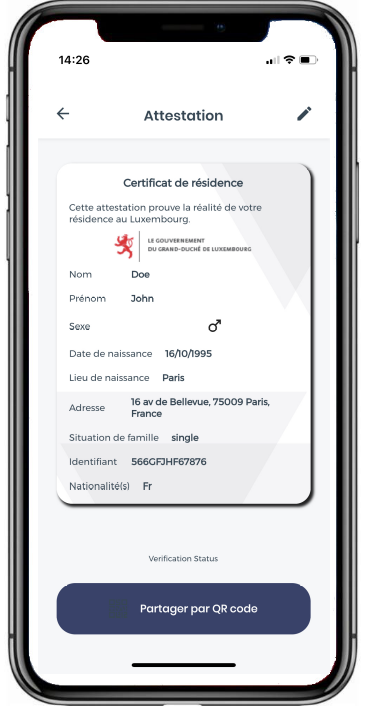 14:26
Attestation
Certificat de résidence
Cette attestation prouve la réalité de votre
résidence au Luxembourg.
LE GOUVERNEMENT
DU GRAND-DUCHÉ DE LUXEMBOURG
Nom Doe
Prénom John
Sexe
Date de naissance 16/10/1995
Lieu de naissance Paris
Adresse 16 av de Bellevue, 75009 Paris,
France
Situation de famille single
Identifiant 566GFJHF67876
Nationalité(s) Fr
Verification Status
Partager par QR code